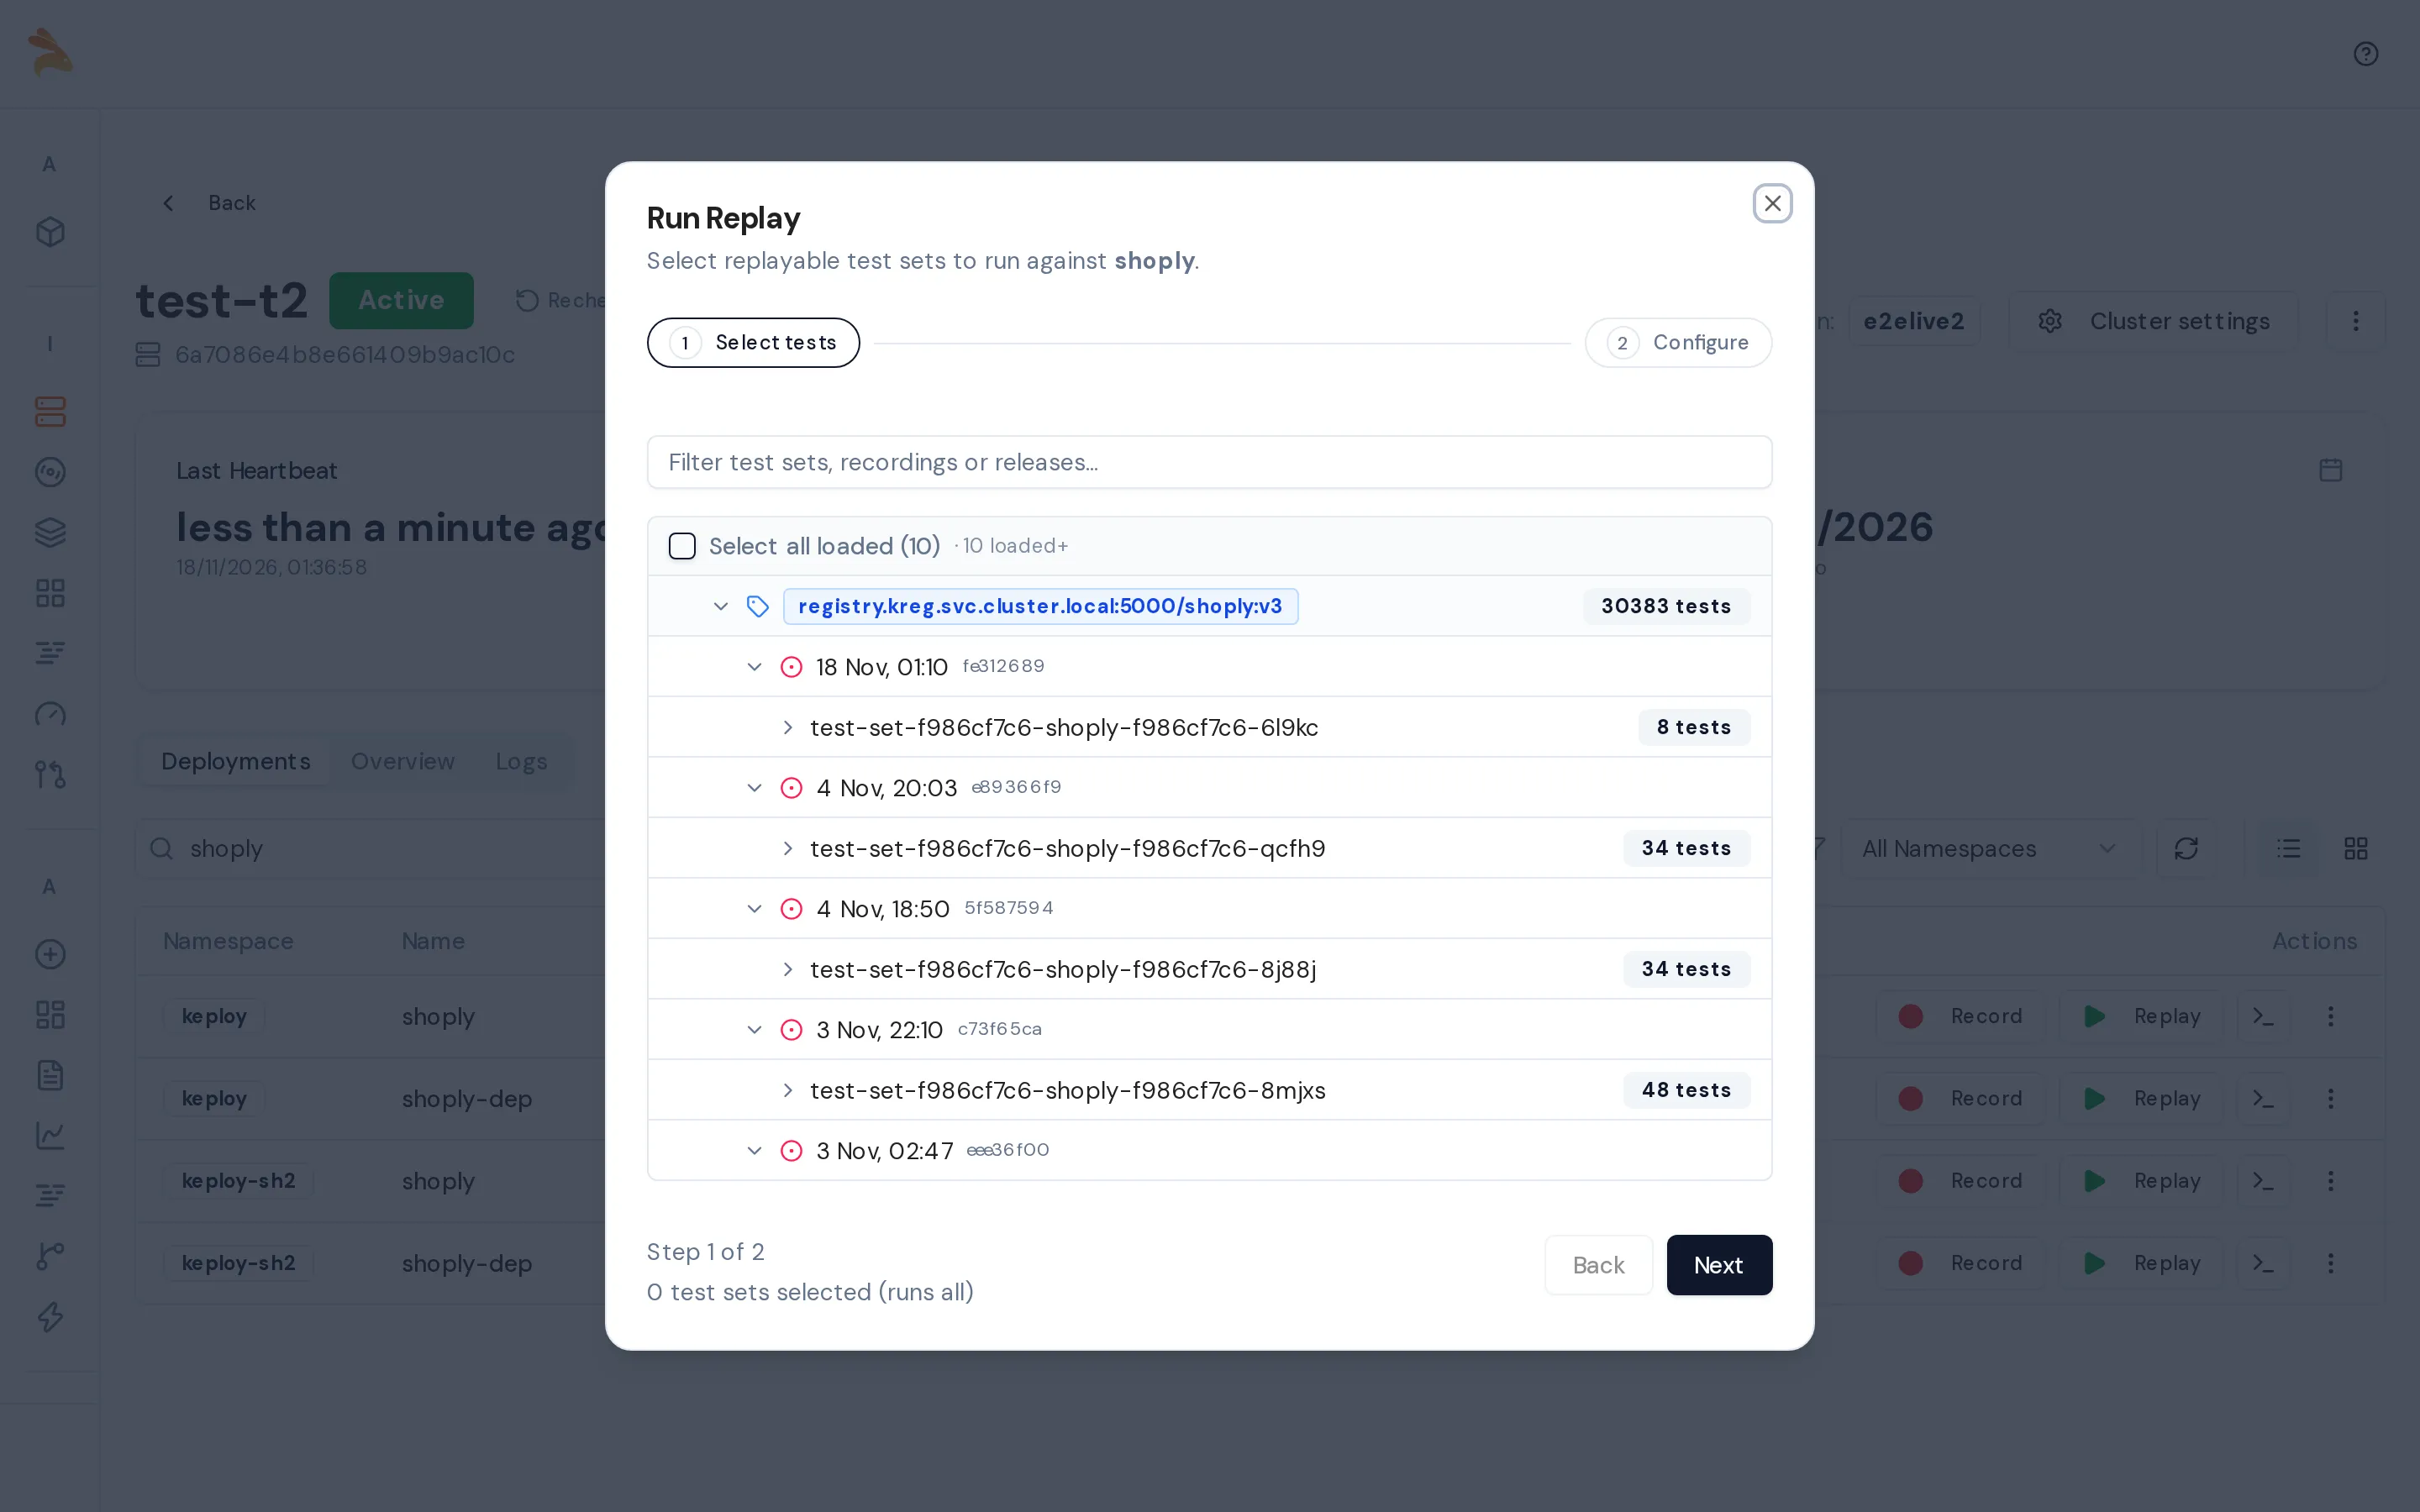 A
Back
test-t2
Active
6a7086e4b8e661409b9ac10c
e2elive2
Cluster settings
I
Last Heartbeat
less than a minute ago
18/11/2026, 01:36:58
/2026
Deployments
Overview
Logs
shoply
All Namespaces
A
Namespace
Name
Actions
keploy
shoply
Record
Replay
keploy
shoply-dep
Record
Replay
keploy-sh2
shoply
Record
Replay
keploy-sh2
shoply-dep
Record
Replay
Run Replay
Select replayable test sets to run against shoply.
1 Select tests
2 Configure
Filter test sets, recordings or releases...
Select all loaded (10) · 10 loaded+
registry.kreg.svc.cluster.local:5000/shoply:v3 30383 tests
18 Nov, 01:10 fe312689
test-set-f986cf7c6-shoply-f986cf7c6-6l9kc 8 tests
4 Nov, 20:03 e89366f9
test-set-f986cf7c6-shoply-f986cf7c6-qcfh9 34 tests
4 Nov, 18:50 5f587594
test-set-f986cf7c6-shoply-f986cf7c6-8j88j 34 tests
3 Nov, 22:10 c73f65ca
test-set-f986cf7c6-shoply-f986cf7c6-8mjxs 48 tests
3 Nov, 02:47 eee36f00
Step 1 of 2
0 test sets selected (runs all)
Back
Next